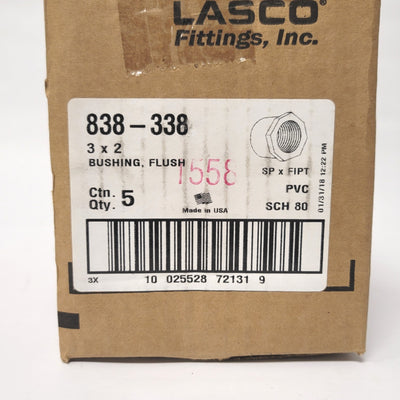 LASCO®
Fittings, Inc.
838-338
3 x 2
BUSHING, FLUSH
1558
SP x FIPT
PVC
SCH 80
Ctn. Qty. 5
Made in USA
01/31/18 12:22 PM
3X
10 025528 72131 9